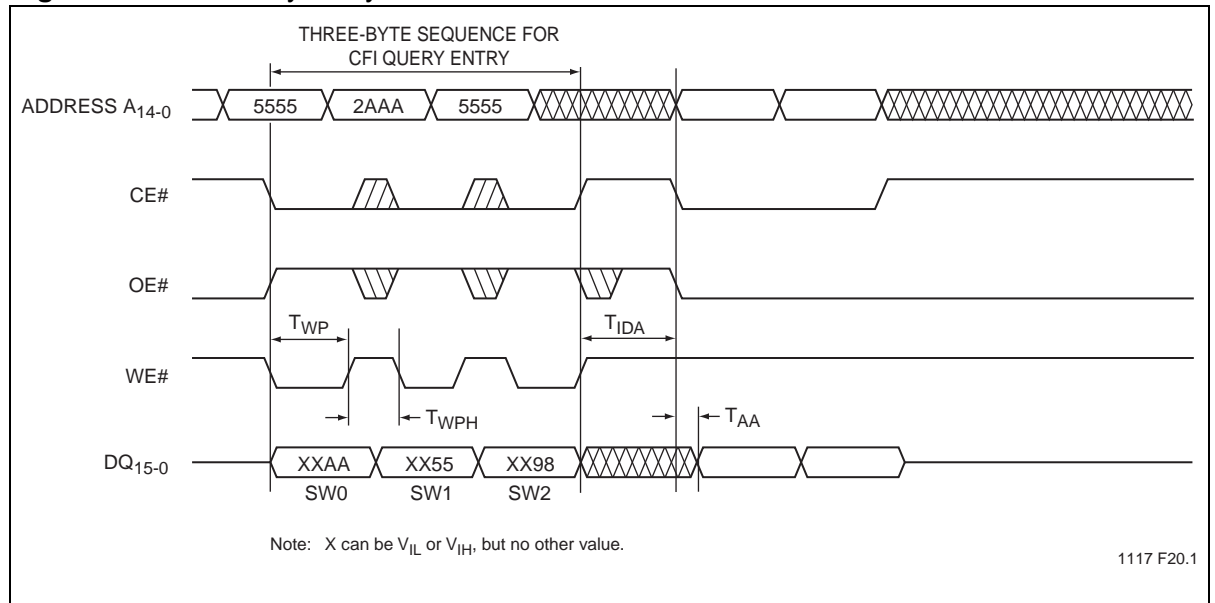 THREE-BYTE SEQUENCE FOR
CFI QUERY ENTRY
ADDRESS A14-0
5555 2AAA 5555
CE#
OE#
TWP TIDA
WE#
TWPH TAA
DQ15-0
XXAA XX55 XX98
SW0 SW1 SW2
Note: X can be VIL or VIH, but no other value.
1117 F20.1